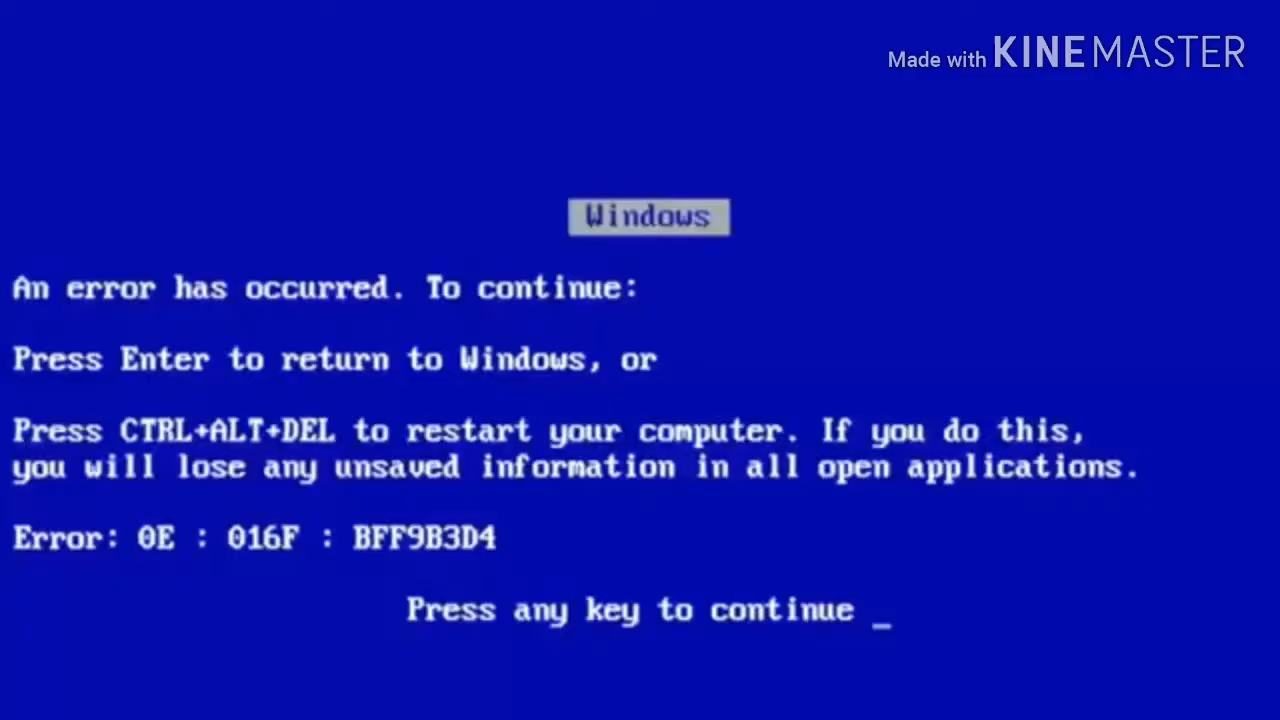 Made with KINEMASTER
Windows
An error has occurred. To continue:
Press Enter to return to Windows, or
Press CTRL+ALT+DEL to restart your computer. If you do this,
you will lose any unsaved information in all open applications.
Error: 0E : 016F : BFF9B3D4
Press any key to continue _